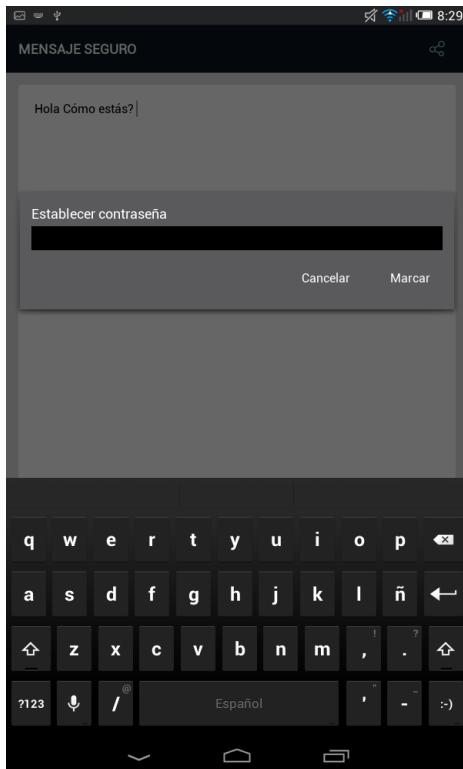 8:29
MENSAJE SEGURO
Hola Cómo estás?
Establecer contraseña
Cancelar Marcar
q w e r t y u i o p
a s d f g h j k l ñ
z x c v b n m , ! . ?
?123 / @ Español ' " - _ :-)